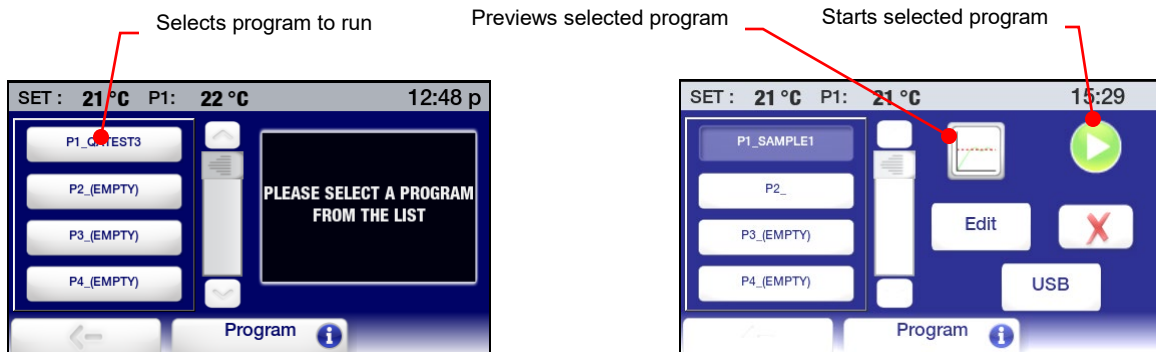 Selects program to run
Previews selected program
Starts selected program
SET : 21 °C P1: 22 °C 12:48 p
P1_QATEST3
P2_(EMPTY)
P3_(EMPTY)
P4_(EMPTY)
PLEASE SELECT A PROGRAM
FROM THE LIST
Program
SET : 21 °C P1: 21 °C 15:29
P1_SAMPLE1
P2_
P3_(EMPTY)
P4_(EMPTY)
Edit
USB
Program